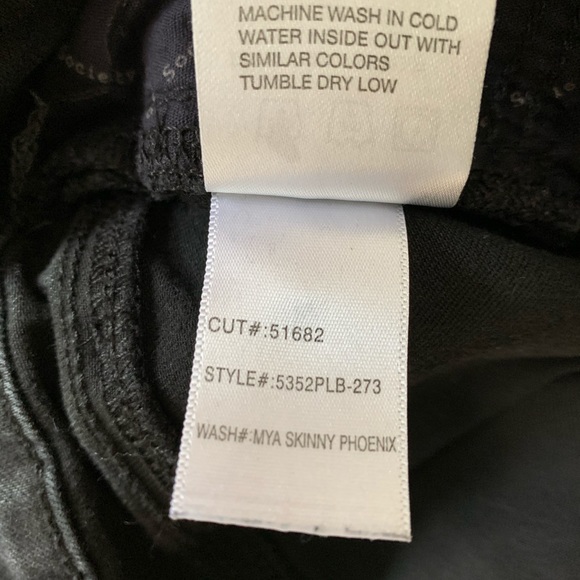 MACHINE WASH IN COLD
WATER INSIDE OUT WITH
SIMILAR COLORS
TUMBLE DRY LOW
ociety
CUT#:51682
STYLE#:5352PLB-273
WASH#:MYA SKINNY PHOENIX